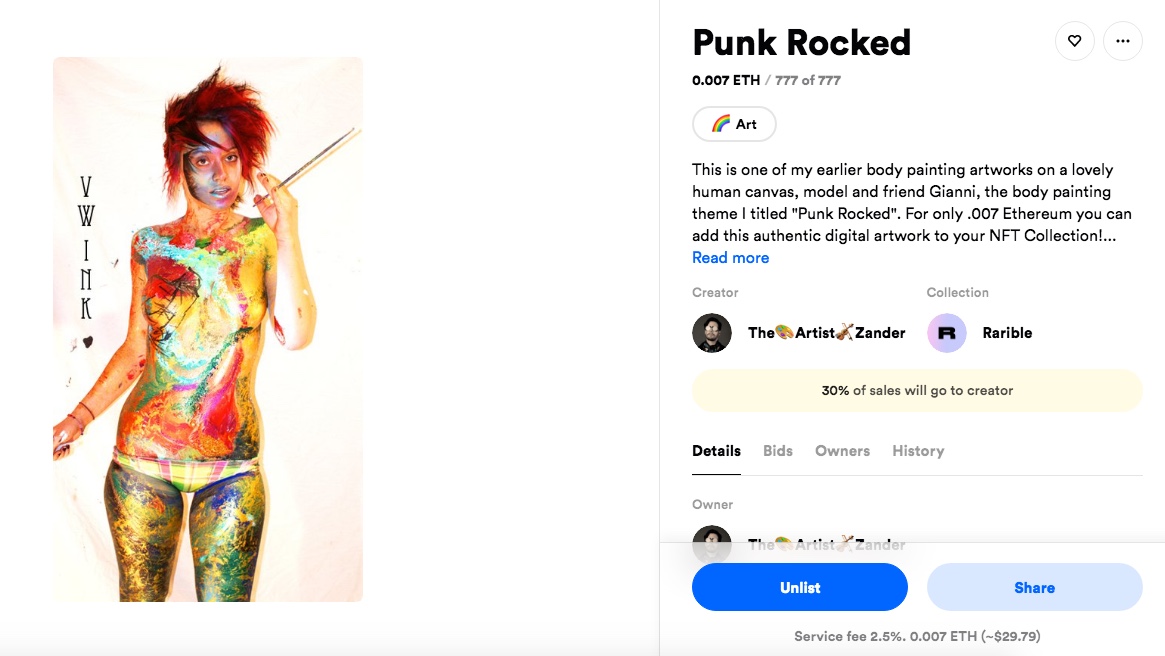 V
W
I
N
K
Punk Rocked
0.007 ETH / 777 of 777
Art
This is one of my earlier body painting artworks on a lovely
human canvas, model and friend Gianni, the body painting
theme I titled "Punk Rocked". For only .007 Ethereum you can
add this authentic digital artwork to your NFT Collection!...
Read more
Creator
Collection
The🎨Artist🎻Zander
R
Rarible
30% of sales will go to creator
Details Bids Owners History
Owner
The🎨Artist🎻Zander
Unlist
Share
Service fee 2.5%. 0.007 ETH (~$29.79)